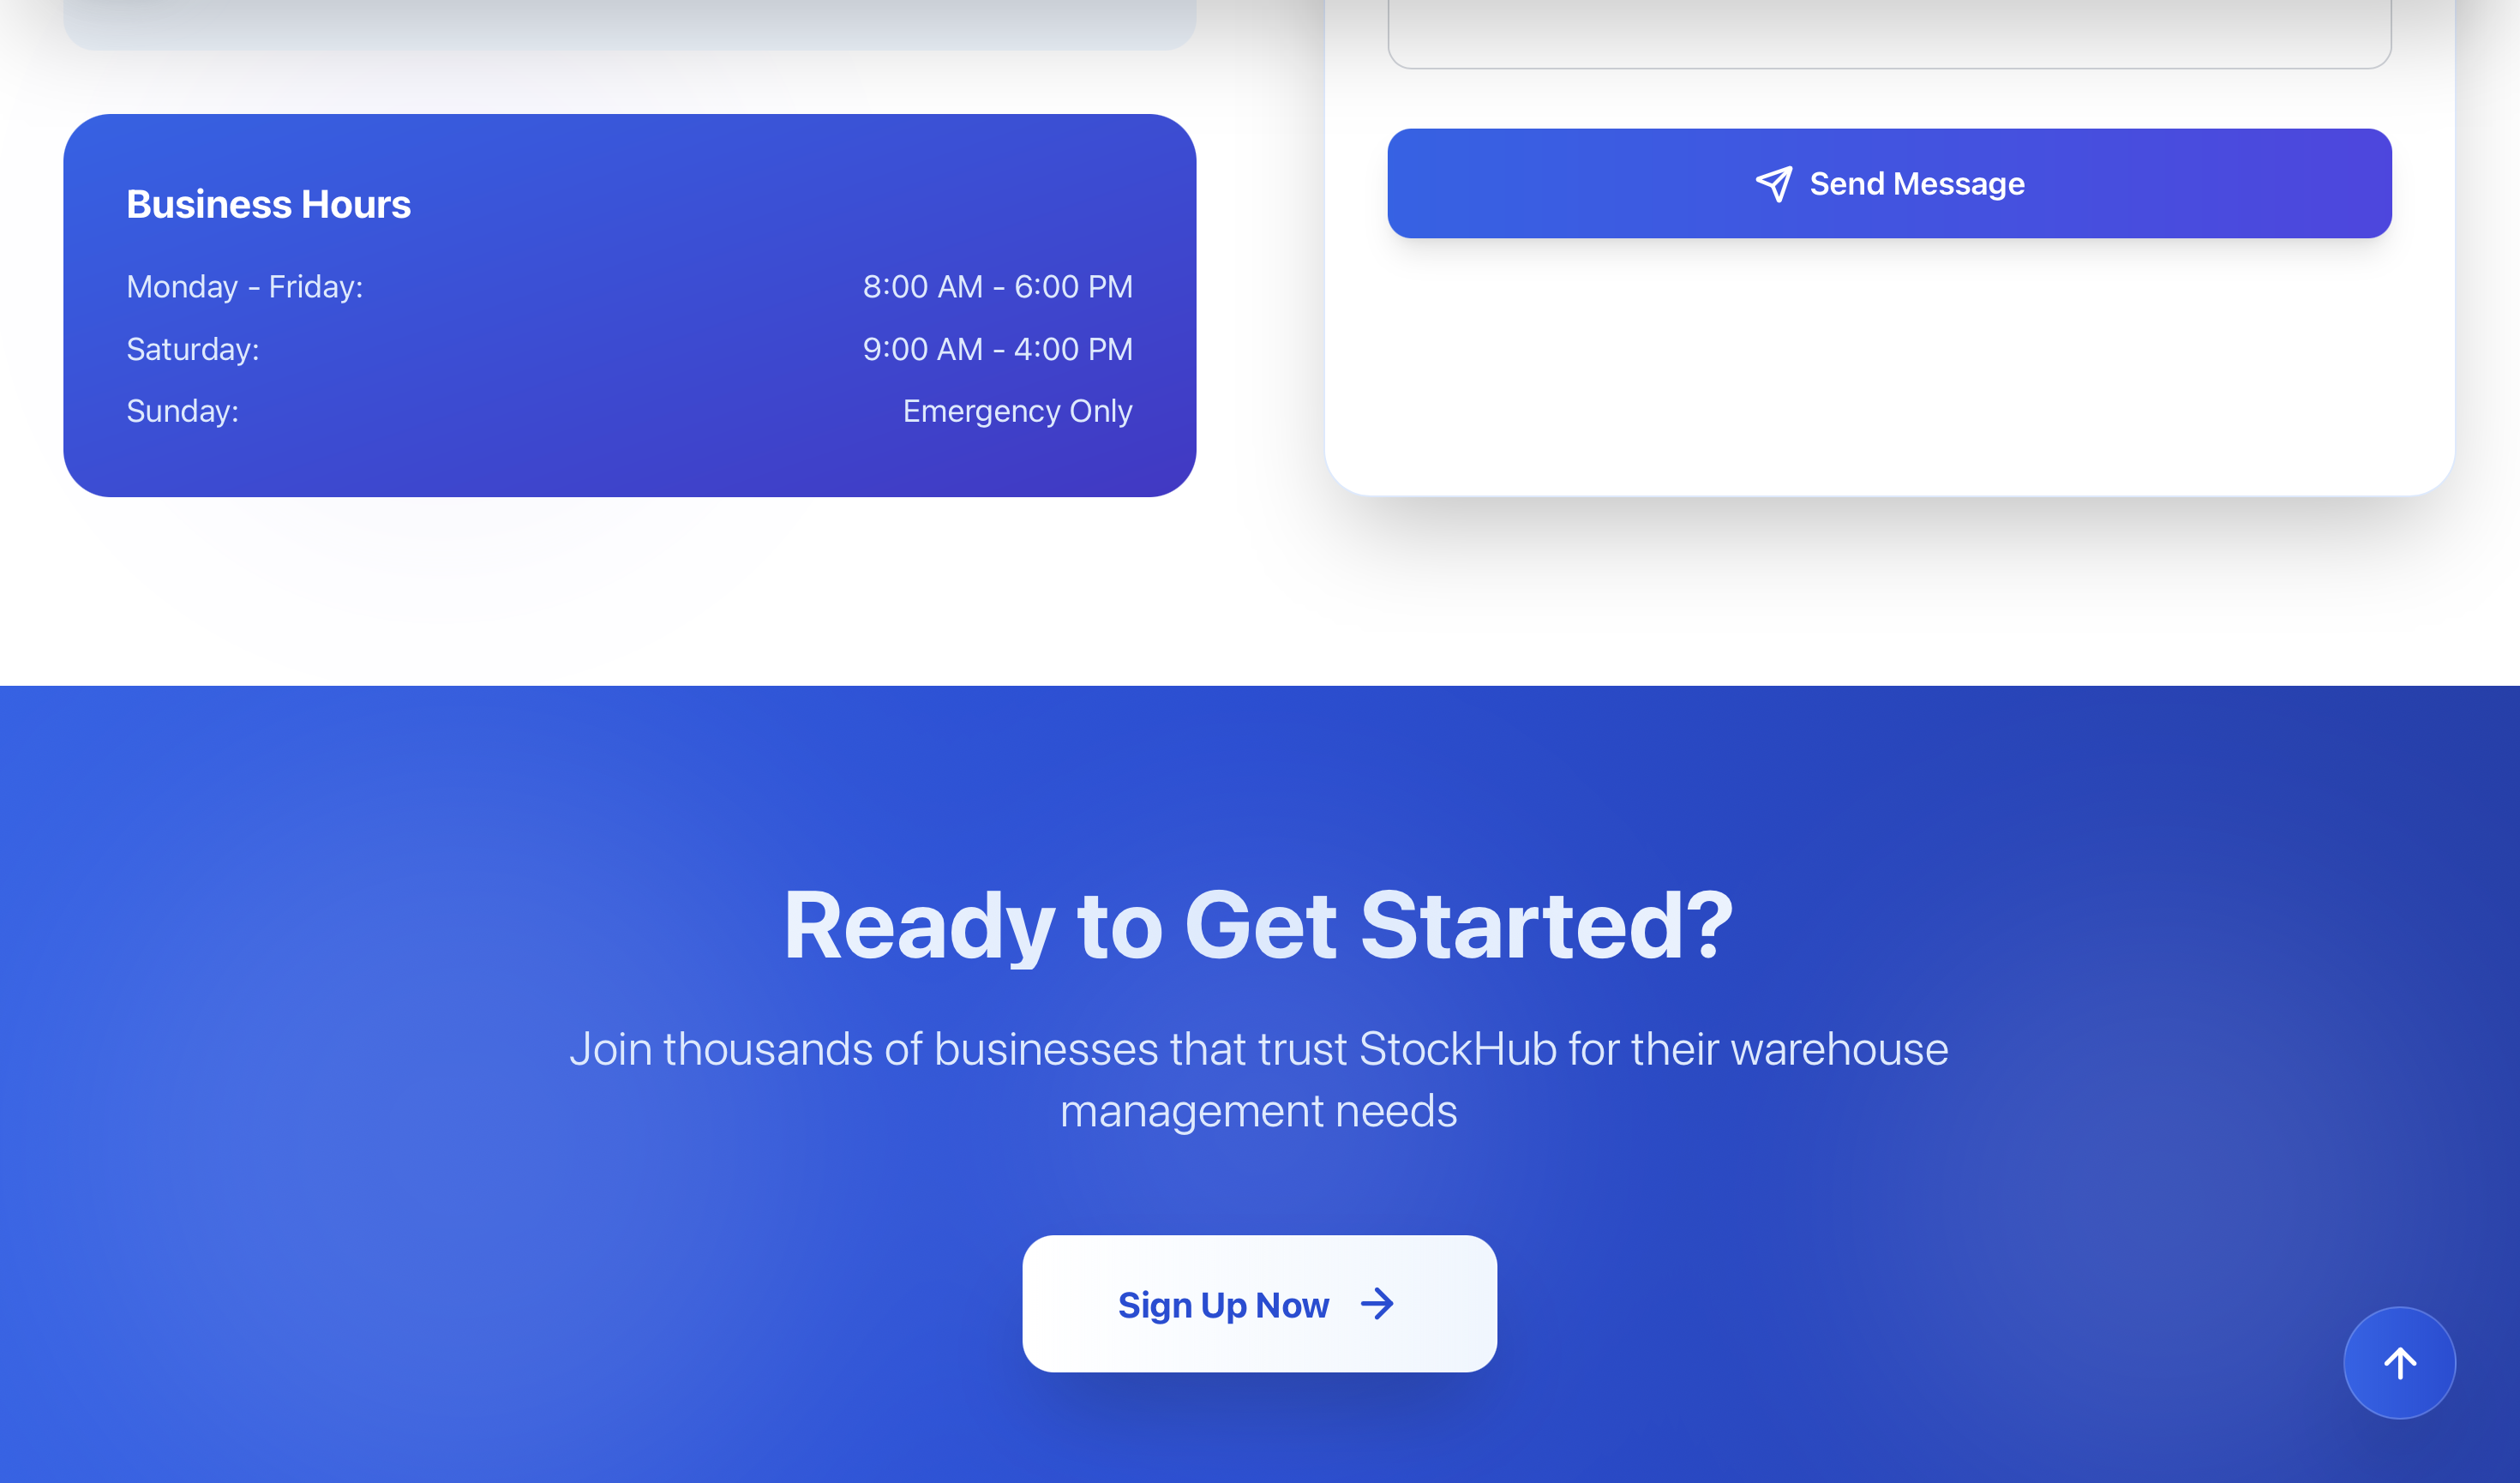 Business Hours
Monday - Friday: 8:00 AM - 6:00 PM
Saturday: 9:00 AM - 4:00 PM
Sunday: Emergency Only
Send Message
Ready to Get Started?
Join thousands of businesses that trust StockHub for their warehouse
management needs
Sign Up Now